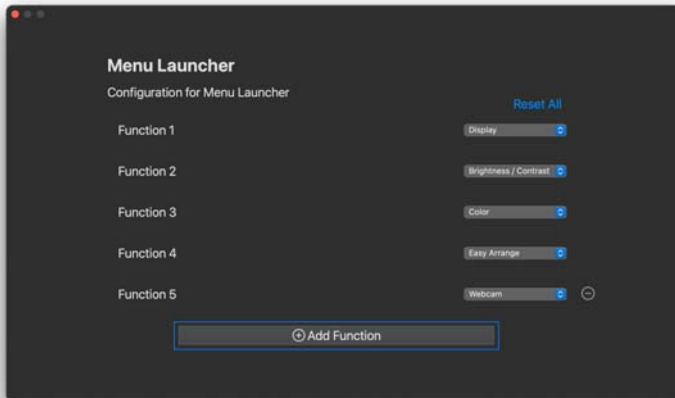 Menu Launcher
Configuration for Menu Launcher
Reset All
Function 1 Display
Function 2 Brightness / Contrast
Function 3 Color
Function 4 Easy Arrange
Function 5 Webcam
Add Function